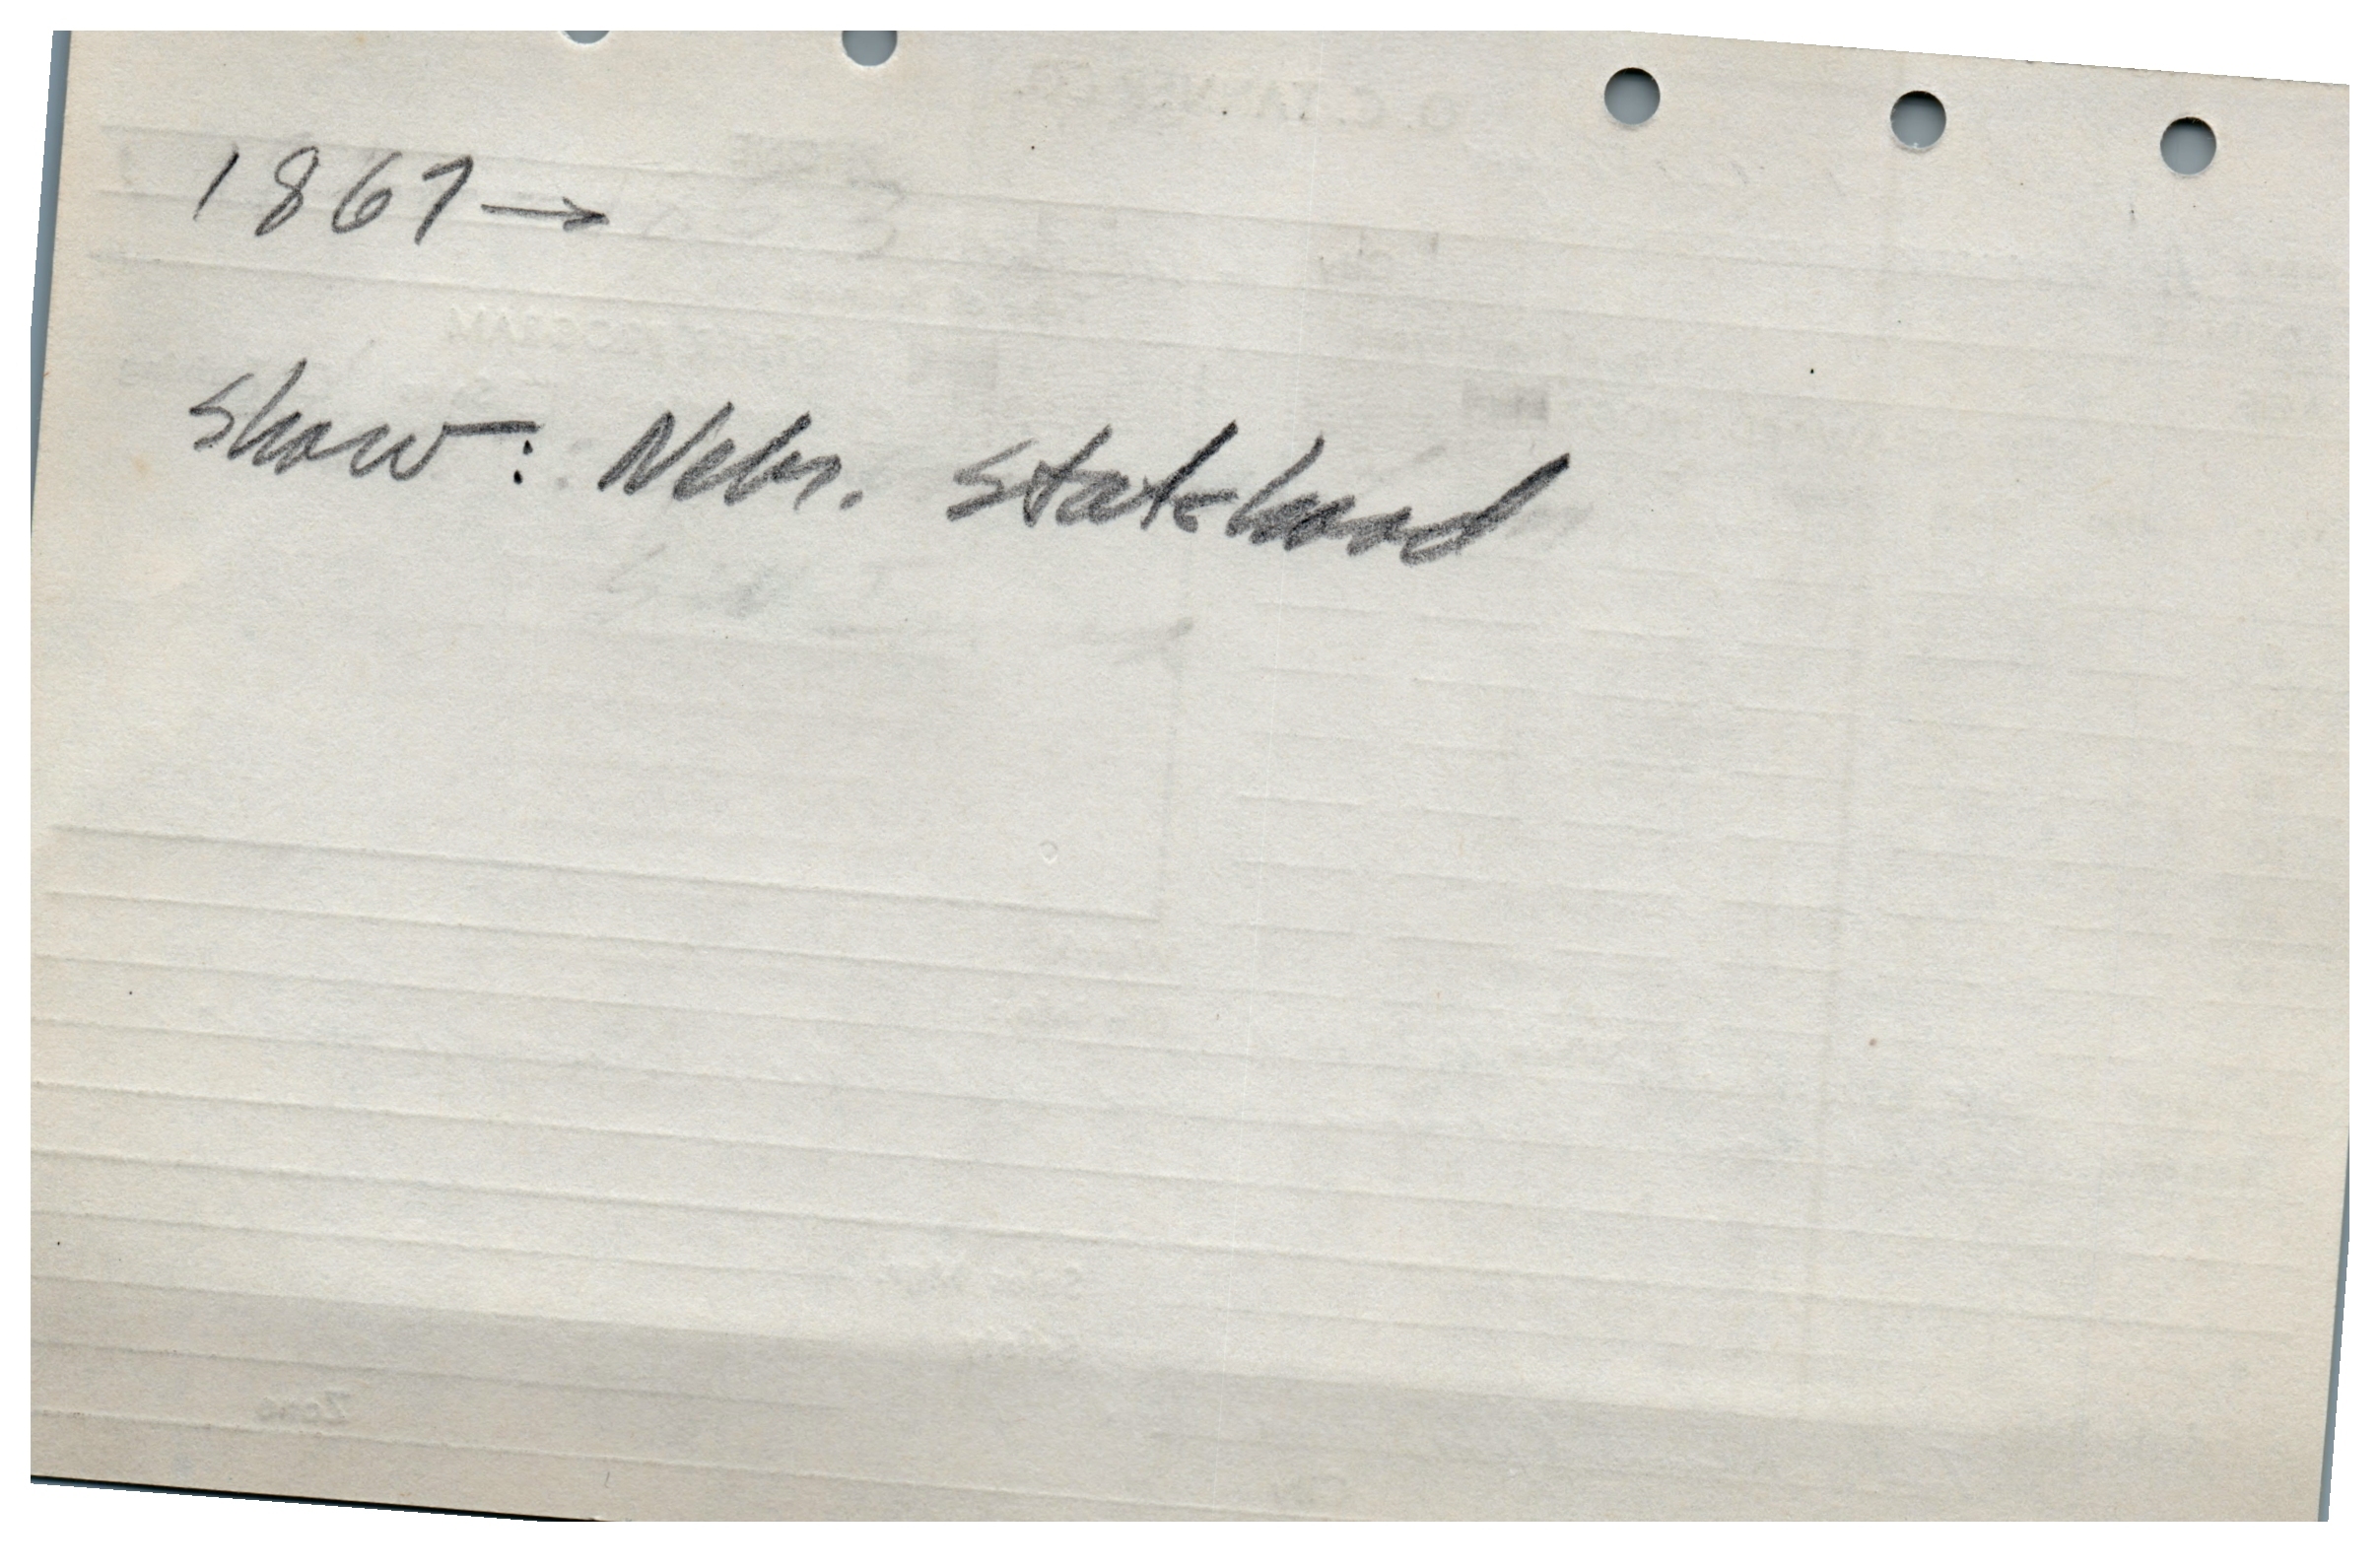 1867→
Show: Nebr. Statehood